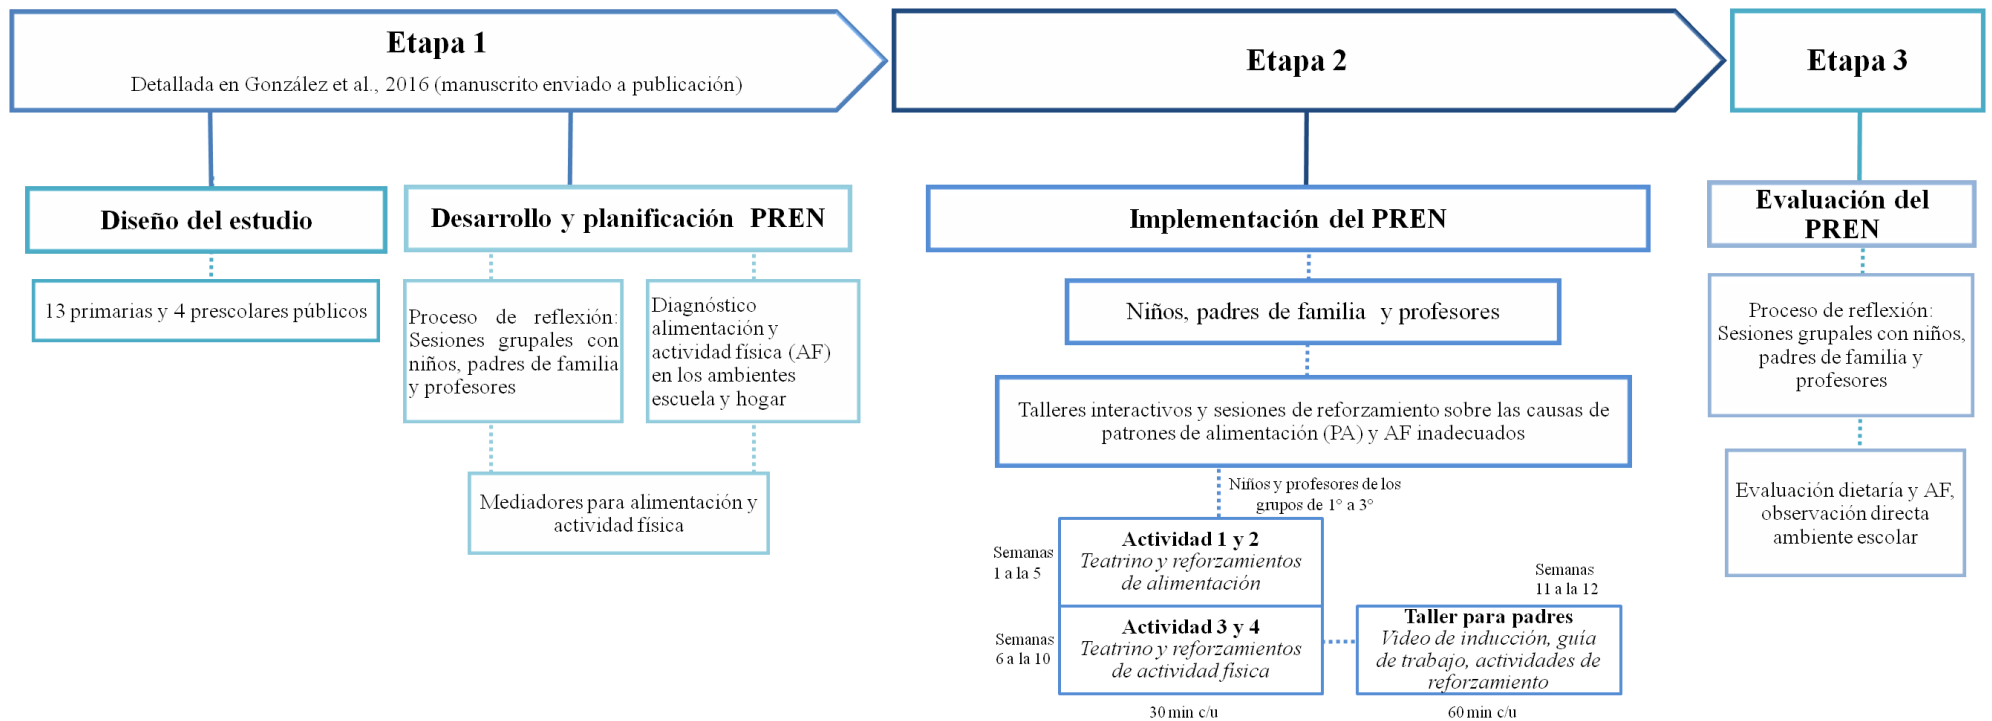 Etapa 1
Detallada en González et al., 2016 (manuscrito enviado a publicación)
Etapa 2
Etapa 3
Diseño del estudio
13 primarias y 4 prescolares públicos
Desarrollo y planificación PREN
Proceso de reflexión:
Sesiones grupales con
niños, padres de familia
y profesores
Diagnóstico
alimentación y
actividad física (AF)
en los ambientes
escuela y hogar
Mediadores para alimentación y
actividad física
Implementación del PREN
Niños, padres de familia y profesores
Talleres interactivos y sesiones de reforzamiento sobre las causas de
patrones de alimentación (PA) y AF inadecuados
Niños y profesores de los
grupos de 1° a 3°
Semanas
1 a la 5
Actividad 1 y 2
Teatrino y reforzamientos
de alimentación
Semanas
6 a la 10
Actividad 3 y 4
Teatrino y reforzamientos
de actividad física
30 min c/u
Semanas
11 a la 12
Taller para padres
Video de inducción, guía
de trabajo, actividades de
reforzamiento
60 min c/u
Evaluación del
PREN
Proceso de reflexión:
Sesiones grupales con niños,
padres de familia y
profesores
Evaluación dietaría y AF,
observación directa
ambiente escolar